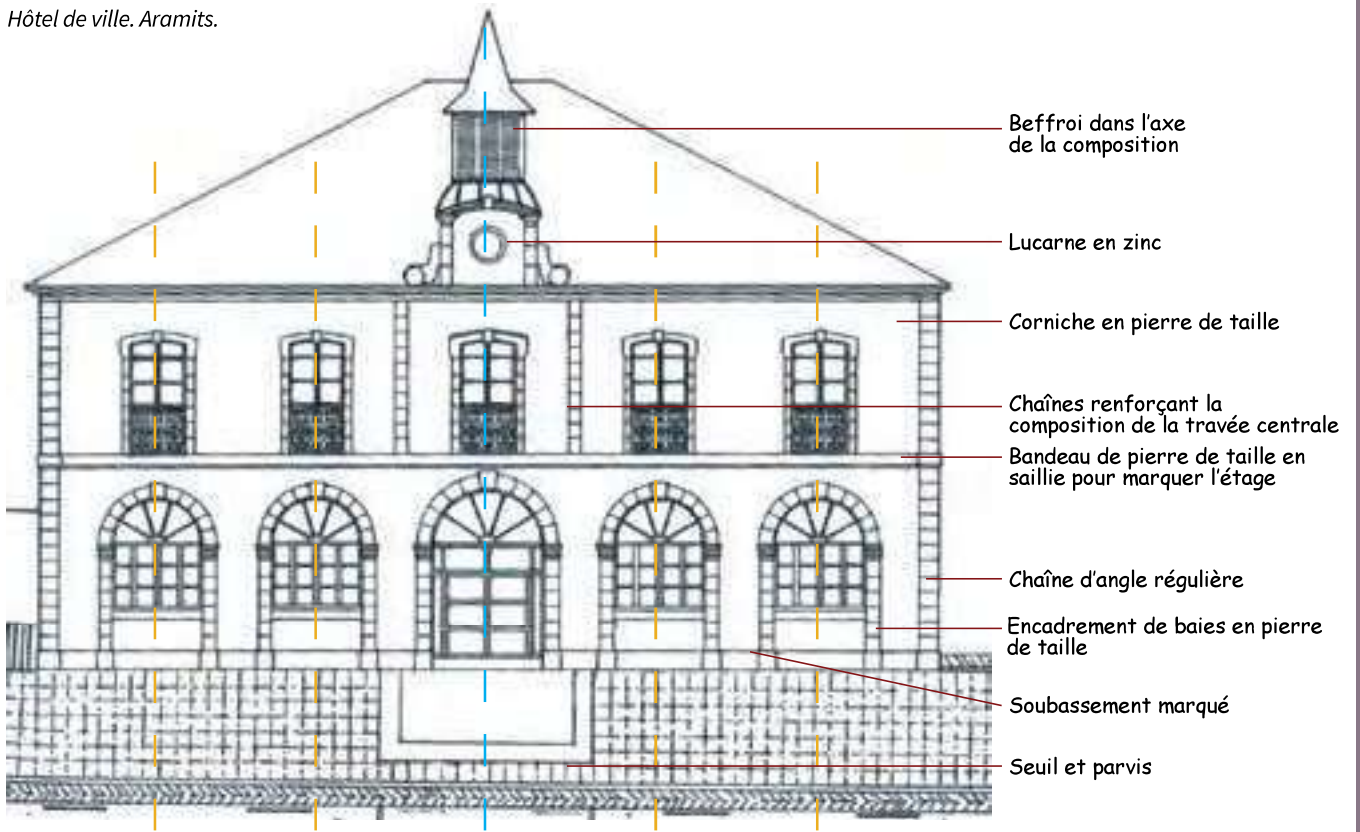 Hôtel de ville. Aramits.
Beffroi dans l'axe
de la composition
Lucarne en zinc
Corniche en pierre de taille
Chaînes renforçant la
composition de la travée centrale
Bandeau de pierre de taille en
saillie pour marquer l'étage
Chaîne d'angle régulière
Encadrement de baies en pierre
de taille
Soubassement marqué
Seuil et parvis